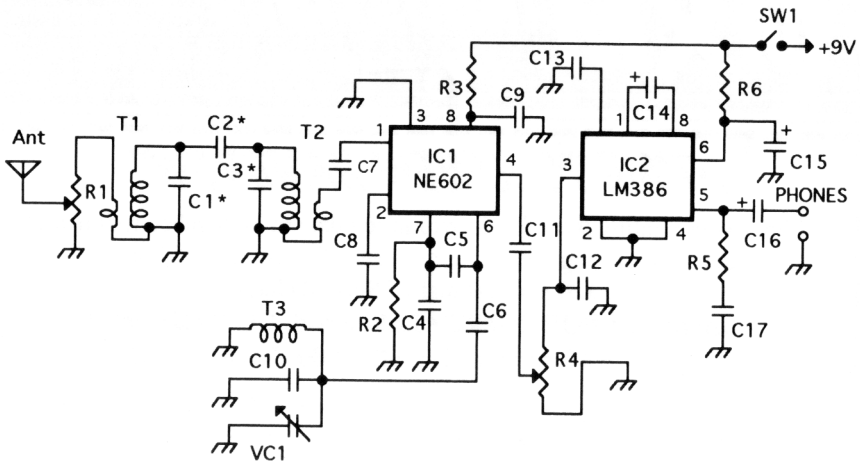 SW1
+9V
C13
R3
+
R6
C9
C14
3
8
1
8
Ant
T1
C2*
T2
1
IC1
NE602
4
3
IC2
LM386
6
+
C15
C7
R1
C1*
C3*
2
5
+
PHONES
7
6
C5
C11
2
4
C16
C8
R5
C12
R2
C4
C6
T3
C17
C10
R4
VC1